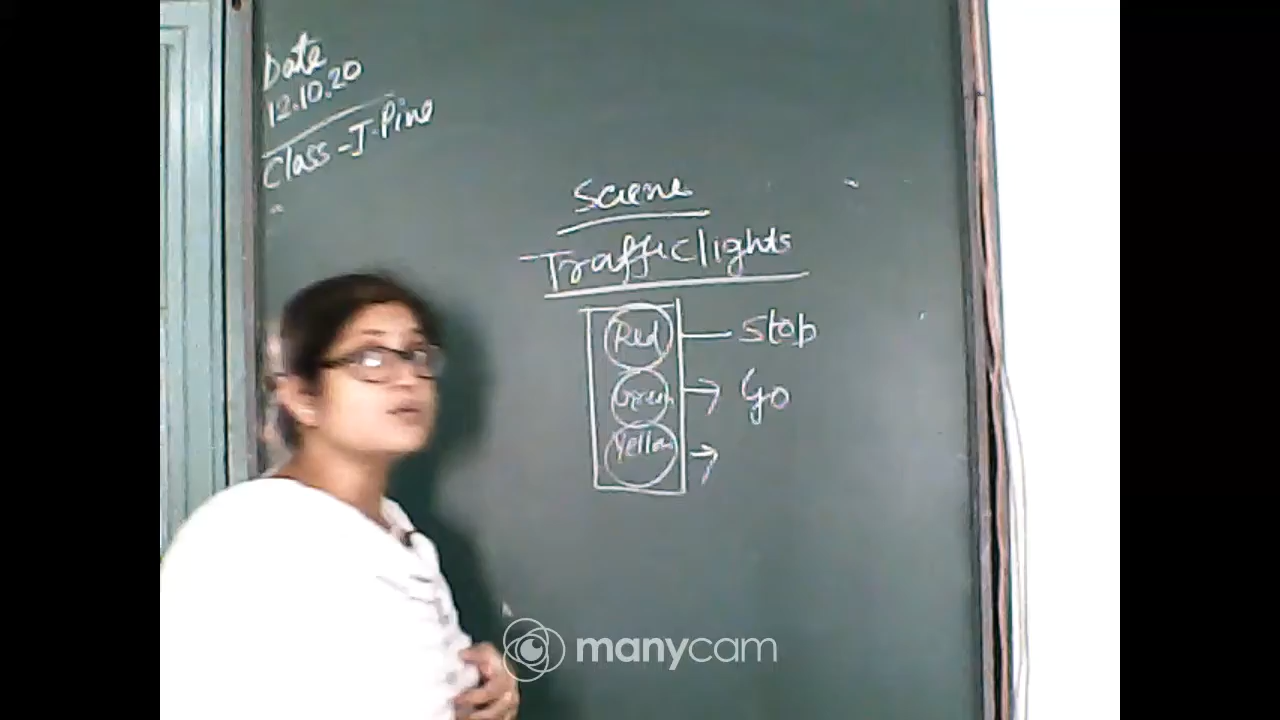 Date
12.10.20
Class - I. Pine
Science
Traffic lights
Red — Stop
Green → Go
Yellow →
manycam